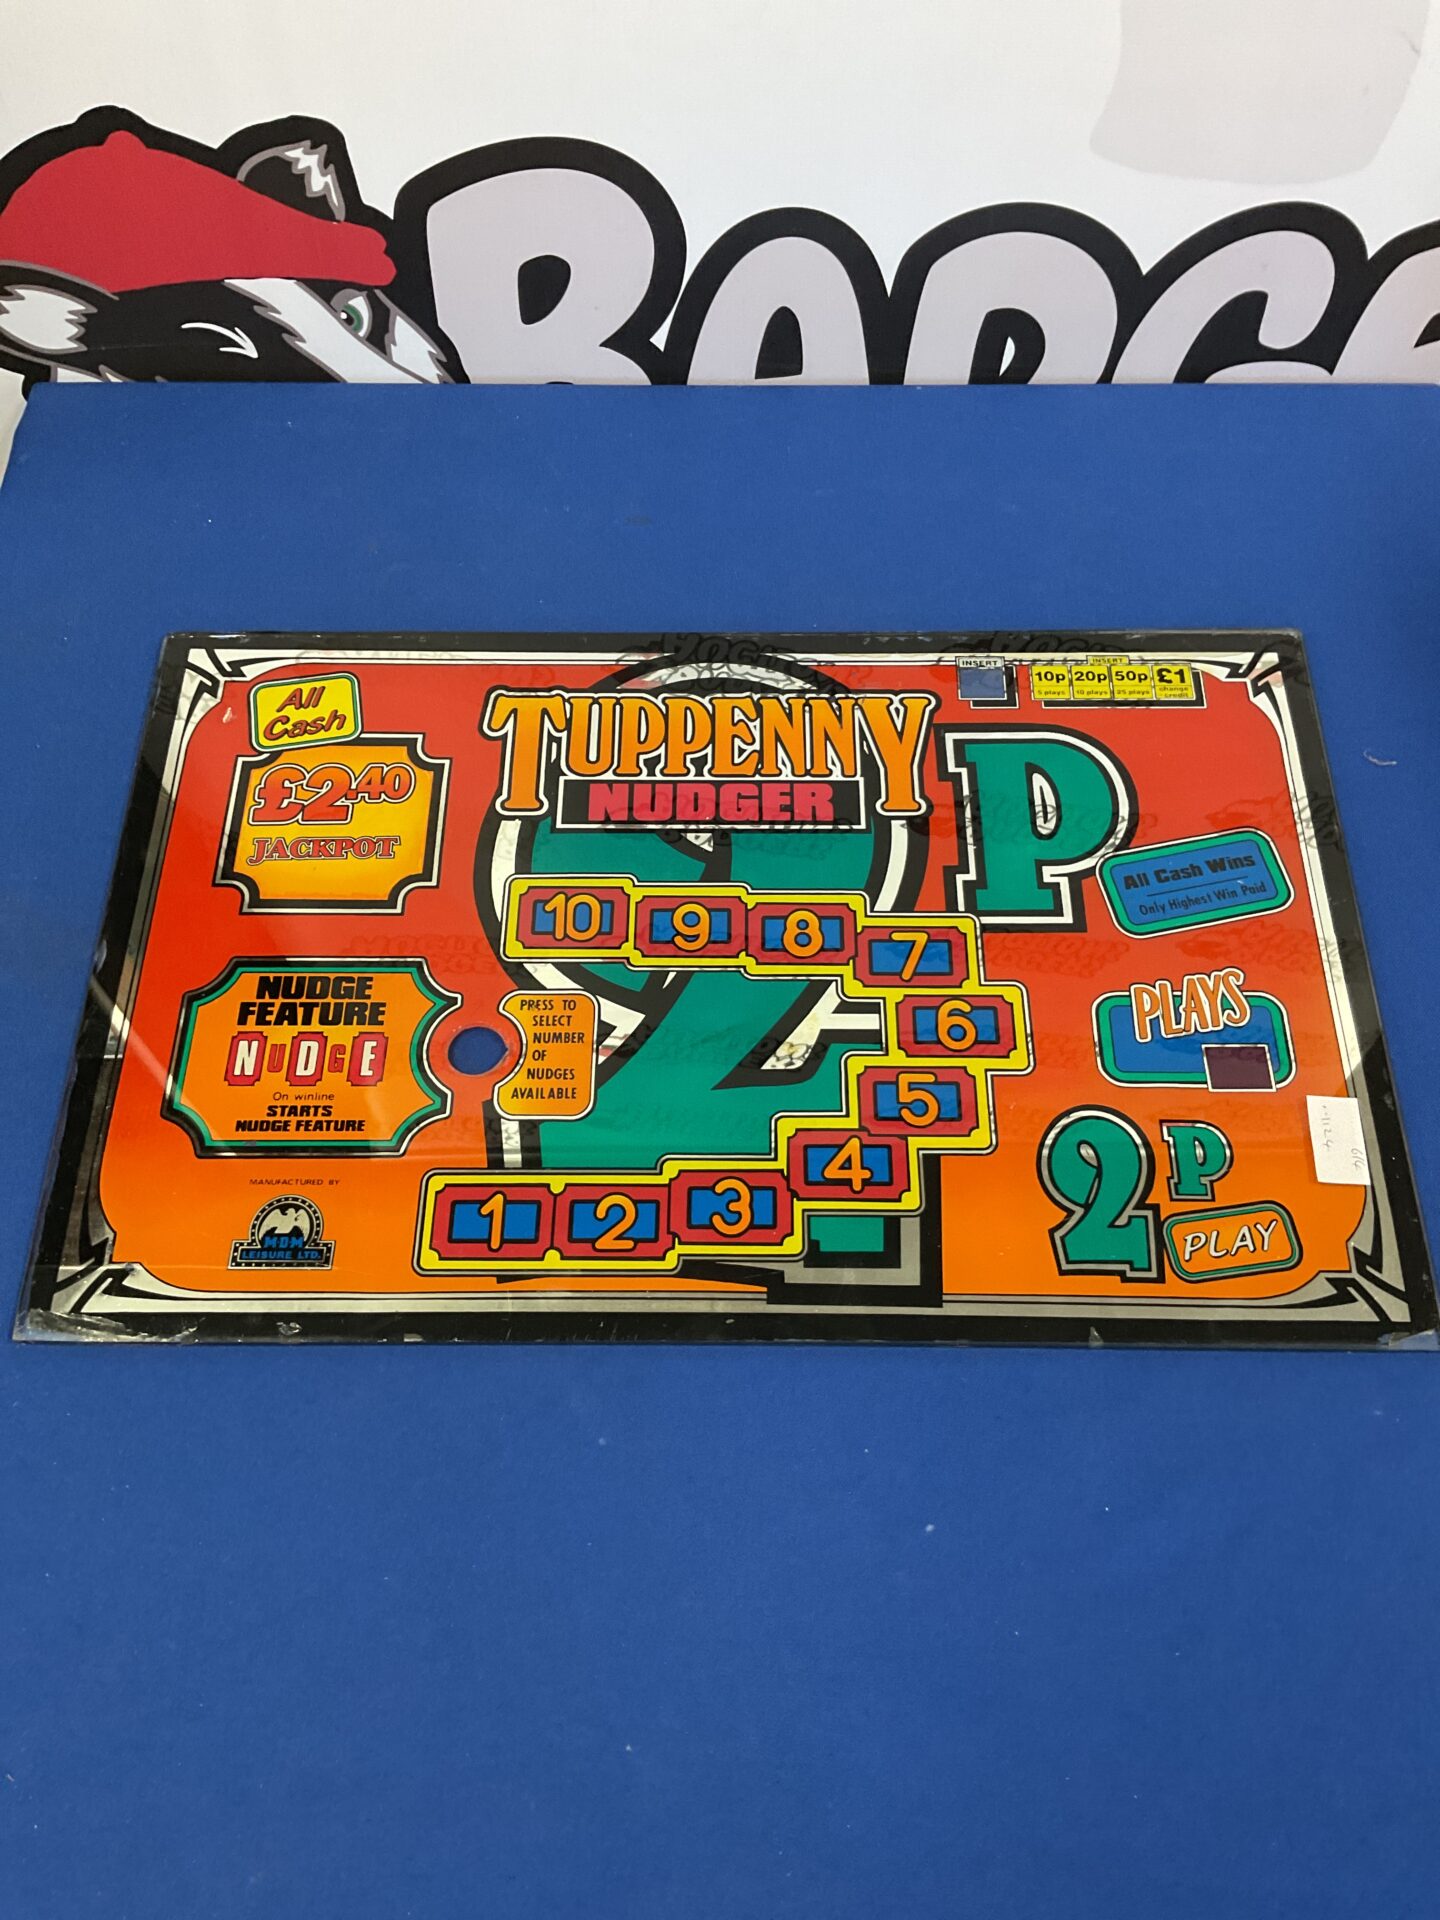 BADGE
All
Cash
£2.40
JACKPOT
TUPPENNY
NUDGER
P
INSERT
INSERT
10p 20p 50p £1
5 plays 10 plays 25 plays change credit
All Cash Wins
Only Highest Win Paid
10 9 8 7
6
5
4
1 2 3
NUDGE
FEATURE
NUDGE
On winline
STARTS
NUDGE FEATURE
PRESS TO
SELECT
NUMBER
OF
NUDGES
AVAILABLE
PLAYS
2P
PLAY
MANUFACTURED BY
M·D·M
LEISURE LTD.